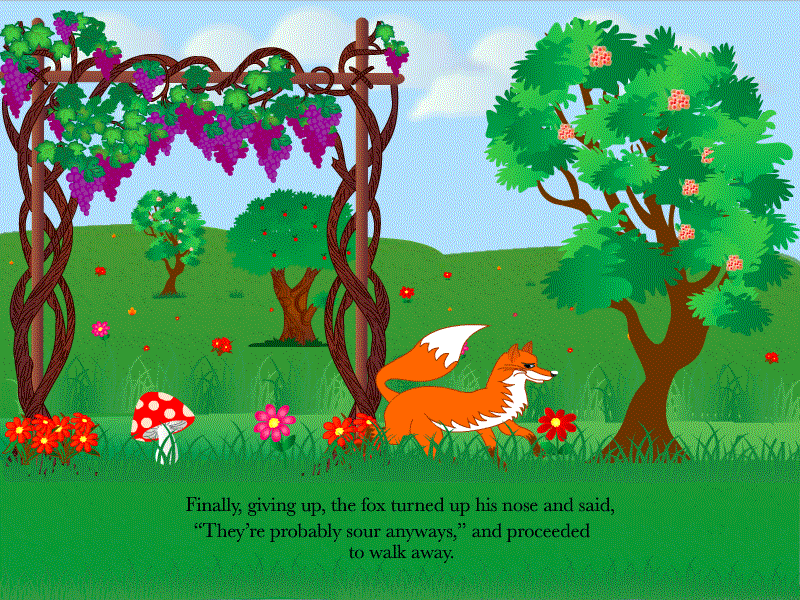 Finally, giving up, the fox turned up his nose and said,
“They’re probably sour anyways,” and proceeded
to walk away.